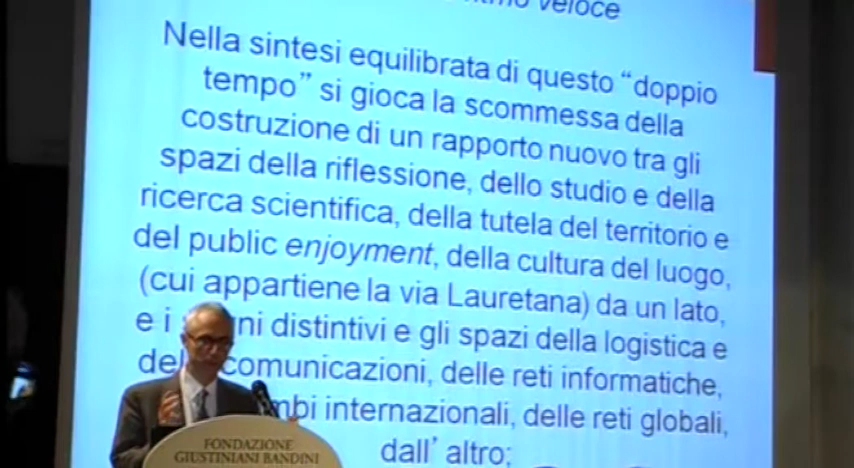 veloce
Nella sintesi equilibrata di questo “doppio
tempo” si gioca la scommessa della
costruzione di un rapporto nuovo tra gli
spazi della riflessione, dello studio e della
ricerca scientifica, della tutela del territorio e
del public enjoyment, della cultura del luogo,
(cui appartiene la via Lauretana) da un lato,
e i distintivi e gli spazi della logistica e
comunicazioni, delle reti informatiche,
internazionali, delle reti globali,
dall’ altro;
FONDAZIONE
GIUSTINIANI BANDINI